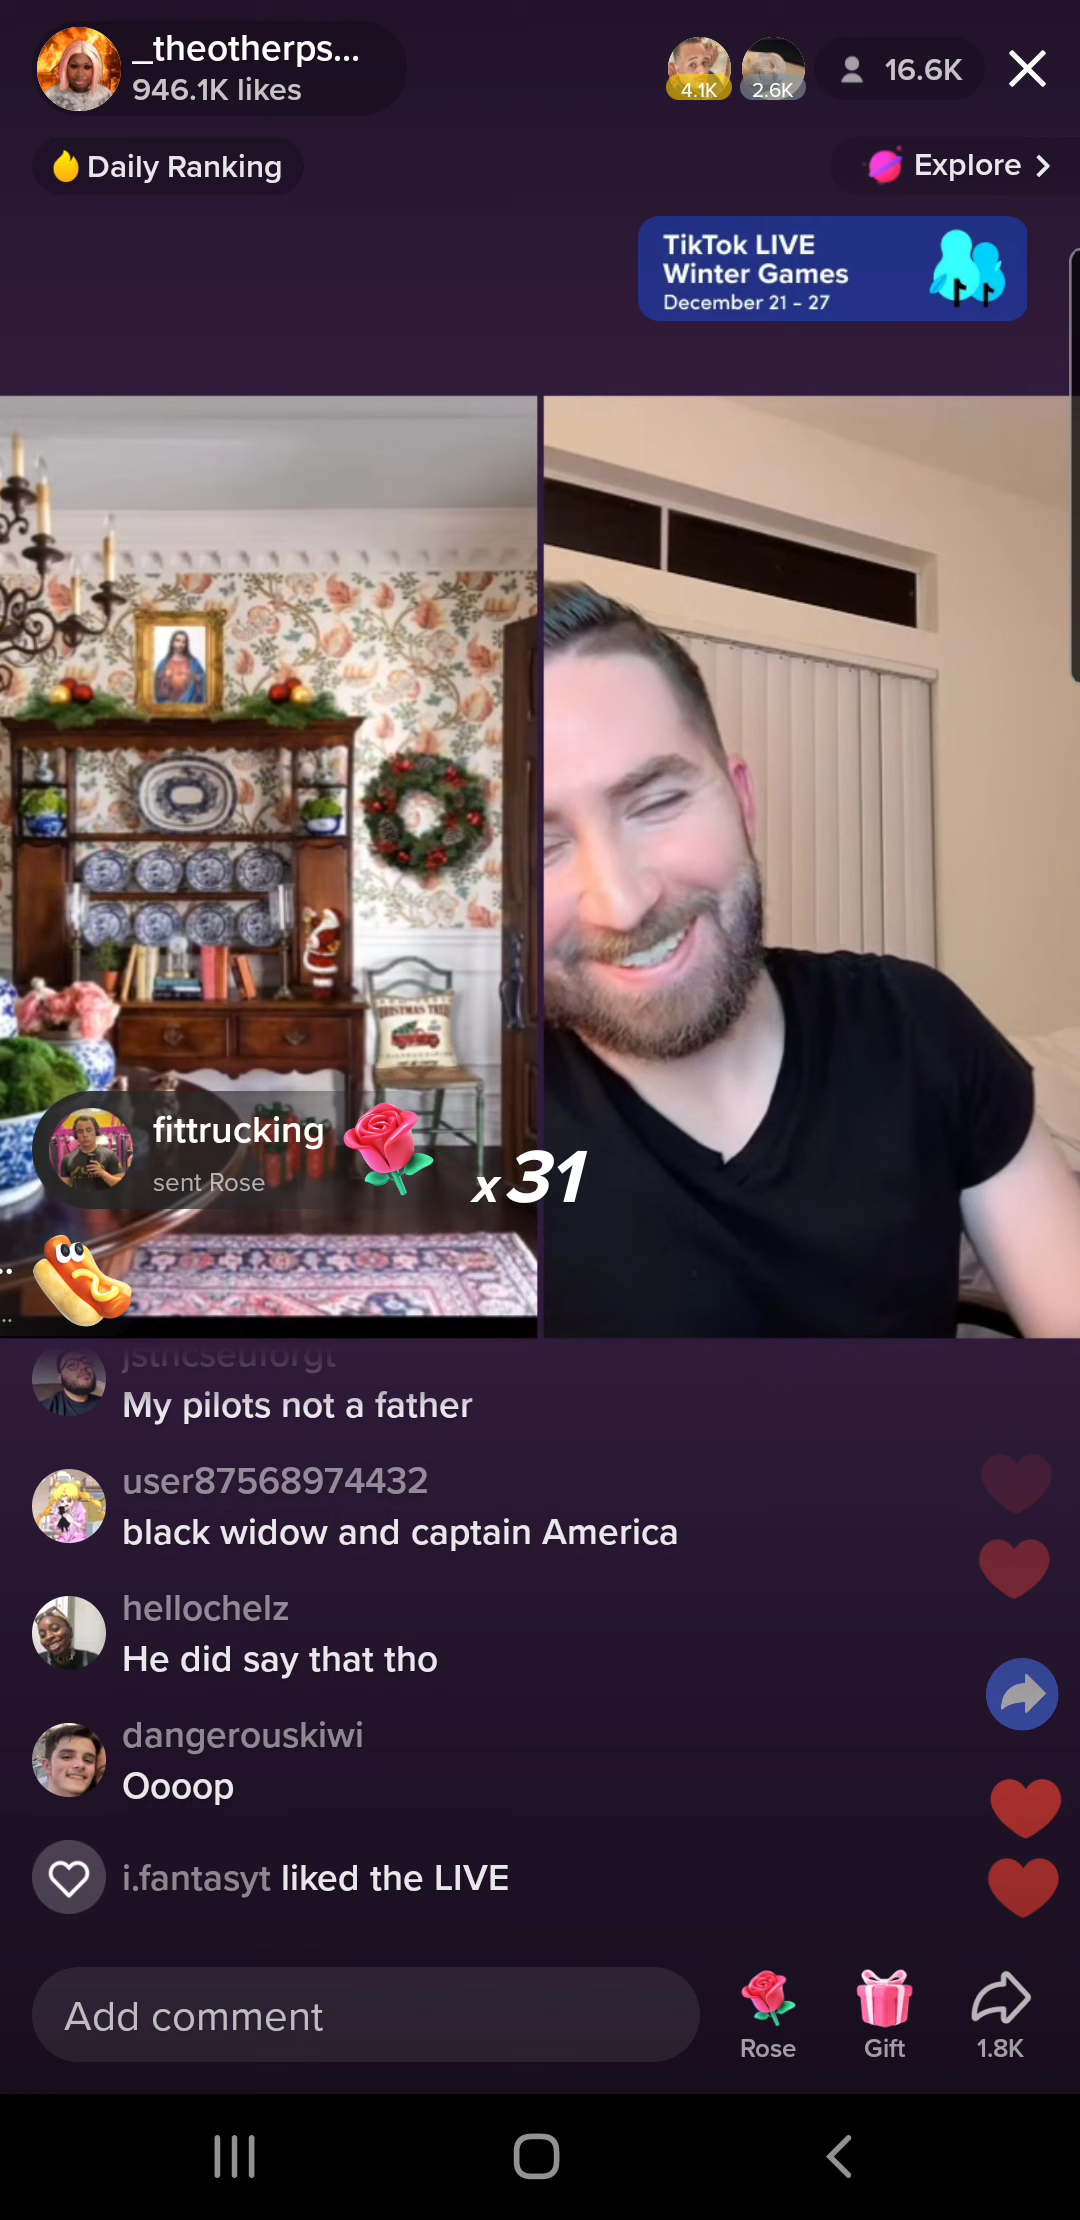 _theotherps...
946.1K likes
4.1K
2.6K
16.6K
Daily Ranking
Explore
TikTok LIVE
Winter Games
December 21 - 27
CHRISTMAS TREE
fittrucking
sent Rose
x31
..
..
My pilots not a father
user87568974432
black widow and captain America
hellochelz
He did say that tho
dangerouskiwi
Oooop
i.fantasyt liked the LIVE
Add comment
Rose
Gift
1.8K